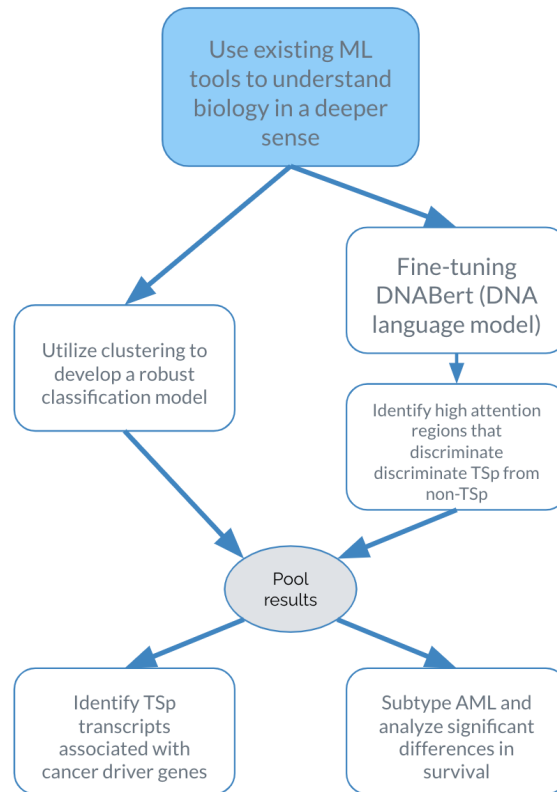 Use existing ML
tools to understand
biology in a deeper
sense
Fine-tuning
DNABert (DNA
language model)
Utilize clustering to
develop a robust
classification model
Identify high attention
regions that
discriminate
discriminate TSp from
non-TSp
Pool
results
Identify TSp
transcripts
associated with
cancer driver genes
Subtype AML and
analyze significant
differences in
survival